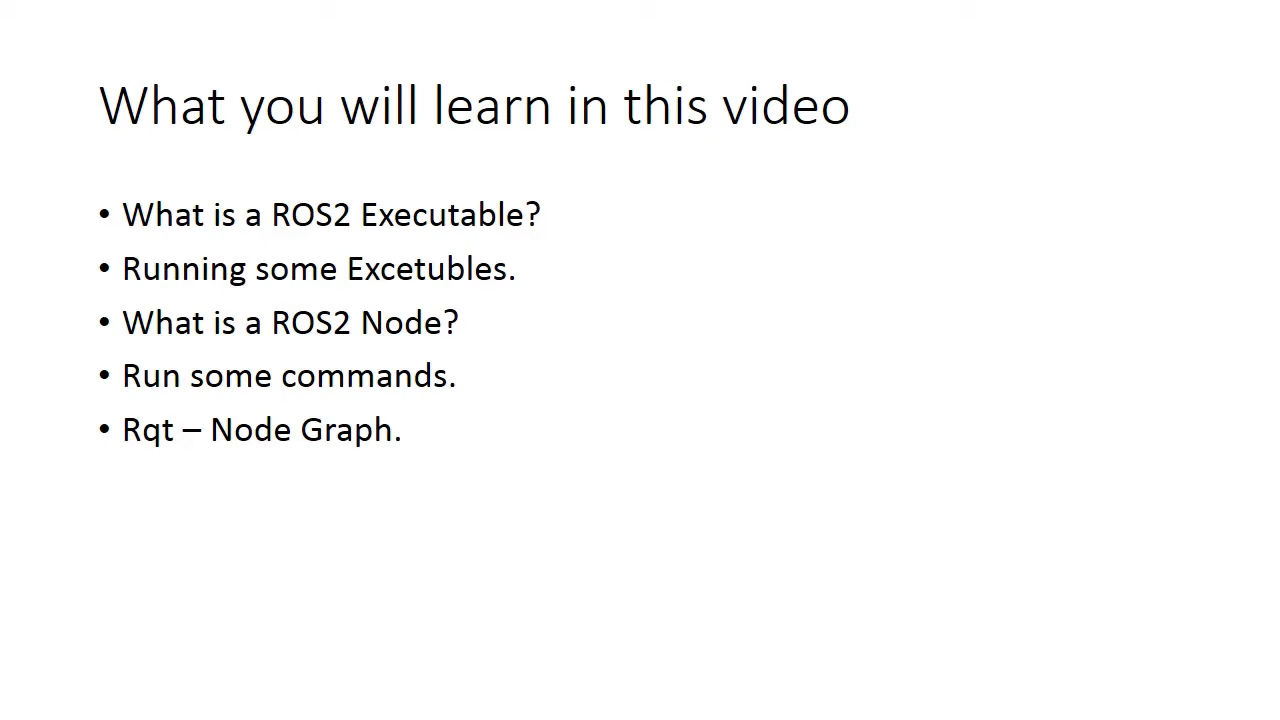 What you will learn in this video
• What is a ROS2 Executable?
• Running some Excetubles.
• What is a ROS2 Node?
• Run some commands.
• Rqt – Node Graph.